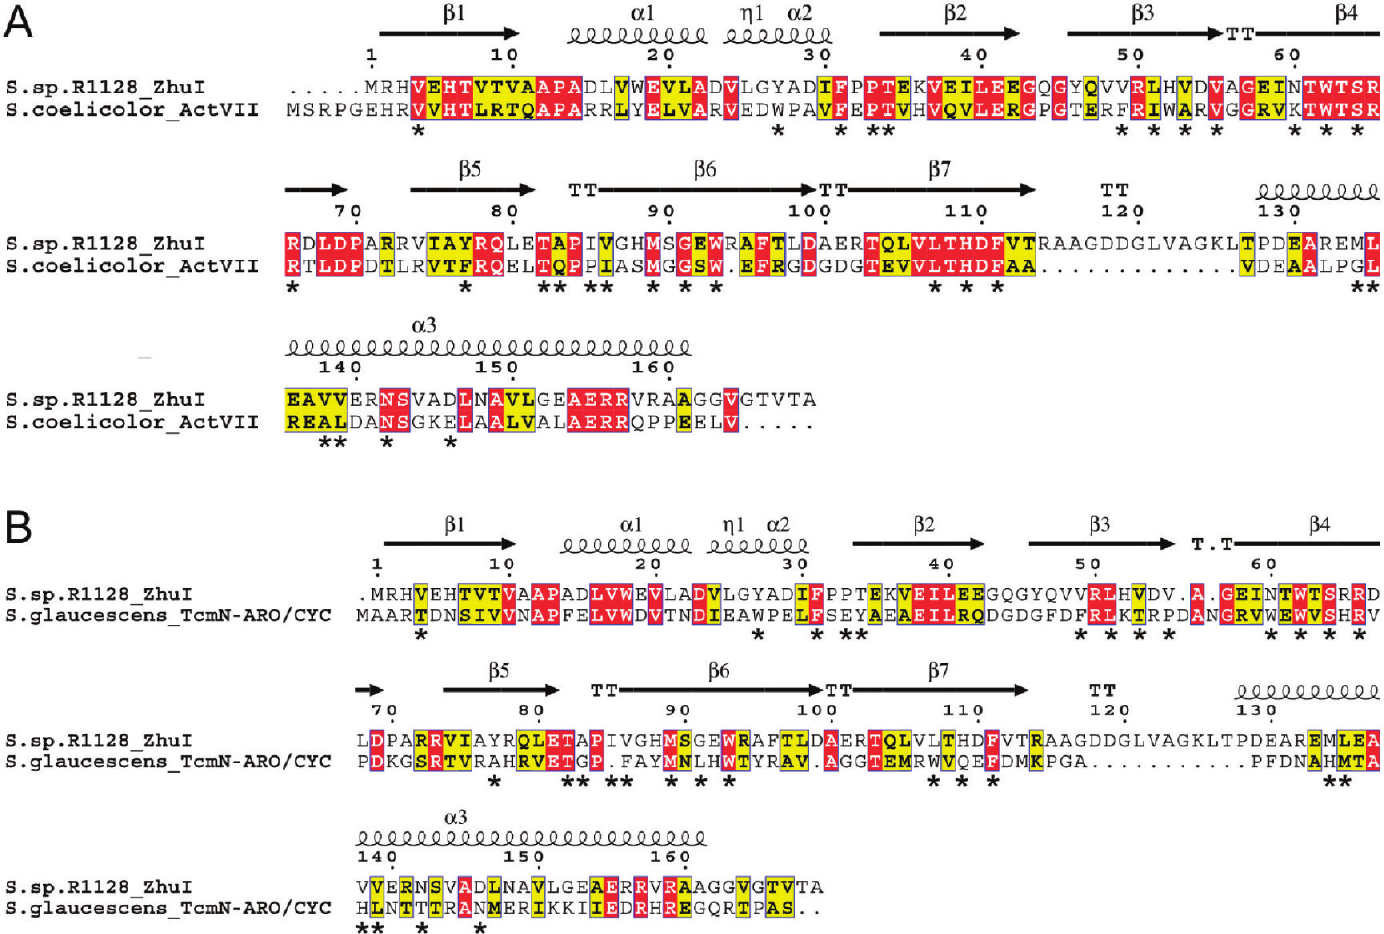 A
β1 α1 η1 α2 β2 β3 β4
TT
1 10 20 30 40 50 60
S.sp.R1128_ZhuI .....MRHVEHTVTVAAPADLVWEVLADVLGYADIFPPTEKVEILEEGQGYQVVRLHVDVAGEINTWTSR
S.coelicolor_ActVII MSRPGEHRVVHTLRTQAPARRLYELVARVEDWPAVFEPTVHVQVLERGPGTERFRIWARVGGRVKTWTSR
* * ** * * * * * * *
β5 β6 β7
TT TT TT
70 80 90 100 110 120 130
S.sp.R1128_ZhuI RDLDPARRVIAYRQLETAPIVGHMSGEWRAFTLDAERTQLVLTHDFVTRAAGDDGLVAGKLTPDEAREML
S.coelicolor_ActVII RTLDPDTLRVTFRQELTQPPIASMGGSW.EFRGDGDGTEVVLTHDFAA.............VDEAALPGL
* * ** ** * * * * * * **
α3
140 150 160
S.sp.R1128_ZhuI EAVVERNSVADLNAVLGEAERRVRAAGGVGTVTA
S.coelicolor_ActVII REALDANSGKELAALVALAERRQPPEELV.....
** * *
B
β1 α1 η1 α2 β2 β3 β4
T.T
1 10 20 30 40 50 60
S.sp.R1128_ZhuI .MRHVEHTVTVAAPADLVWEVLADVLGYADIFPPTEKVEILEEGQGYQVVRLHVDV.A.GEINTWTSRRD
S.glaucescens_TcmN-ARO/CYC MAARTDNSIVVNAPFELVWDVTNDIEAWPELFSEYAEAEILRQDGDGFDFRLKTRPDANGRVWEWVSHRV
* * * ** * * * * * * * *
β5 β6 β7
TT TT TT
70 80 90 100 110 120 130
S.sp.R1128_ZhuI LDPARRVIAYRQLETAPIVGHMSGEWRAFTLDAERTQLVLTHDFVTRAAGDDGLVAGKLTPDEAREMLEA
S.glaucescens_TcmN-ARO/CYC PDKGSRTVRAHRVETGP.FAYMNLHWTYRAV.AGGTEMRWVQEFDMKPGA...........PFDNAHMTA
* ** ** * * * * * * **
α3
140 150 160
S.sp.R1128_ZhuI VVERNSVADLNAVLGEAERRVRAAGGVGTVTA
S.glaucescens_TcmN-ARO/CYC HLNTTTRANMERIKKIIEDRHREGQRTPAS..
** * *